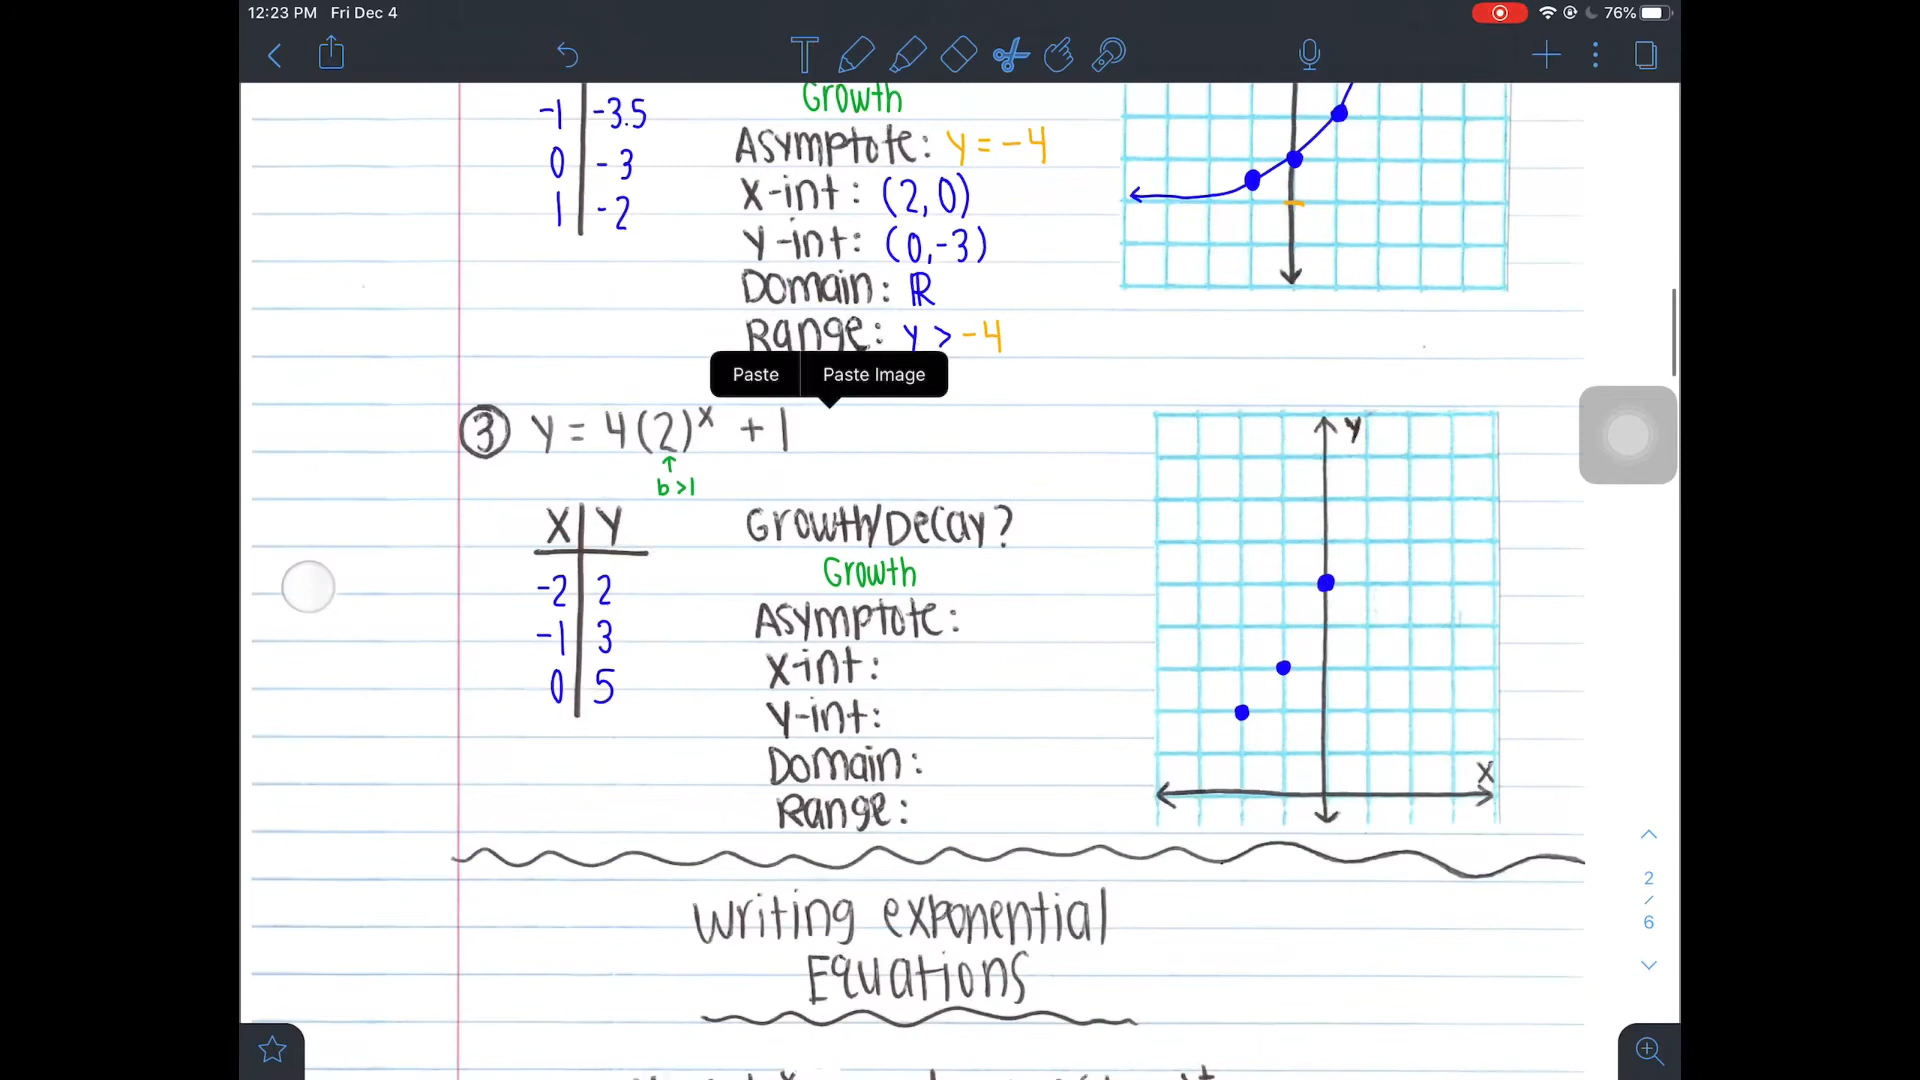 12:23 PM Fri Dec 4
76%
Growth
-1 | -3.5
0 | -3
1 | -2
Asymptote: y = -4
X-int: (2, 0)
Y-int: (0, -3)
Domain: ℝ
Range: y > -4
Paste Paste Image
③ y = 4(2)ˣ + 1
↑
b >1
X | Y
-2 | 2
-1 | 3
0 | 5
Growth/Decay?
Growth
Asymptote:
X-int:
Y-int:
Domain:
Range:
Y
X
Writing exponential
Equations
2
/
6